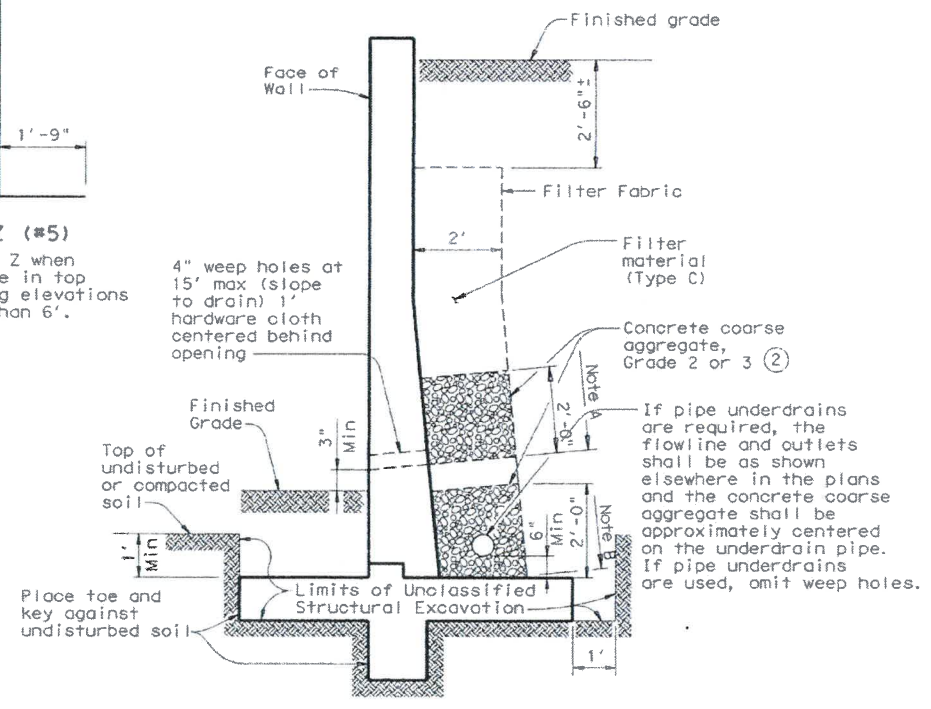 Finished grade
Face of
Wall
2'-6"±
1'-9"
Filter Fabric
(#5)
Z when
e in top
g elevations
han 6'.
2'
Filter
material
(Type C)
4" weep holes at
15' max (slope
to drain) 1'
hardware cloth
centered behind
opening
Concrete coarse
aggregate,
Grade 2 or 3 (2)
Note A
2'-0"
Finished
Grade
3"
Min
If pipe underdrains
are required, the
flowline and outlets
shall be as shown
elsewhere in the plans
and the concrete coarse
aggregate shall be
approximately centered
on the underdrain pipe.
If pipe underdrains
are used, omit weep holes.
Top of
undisturbed
or compacted
soil
1'
Min
6"
Min
2'-0"
Note B
Place toe and
key against
undisturbed soil
Limits of Unclassified
Structural Excavation
1'